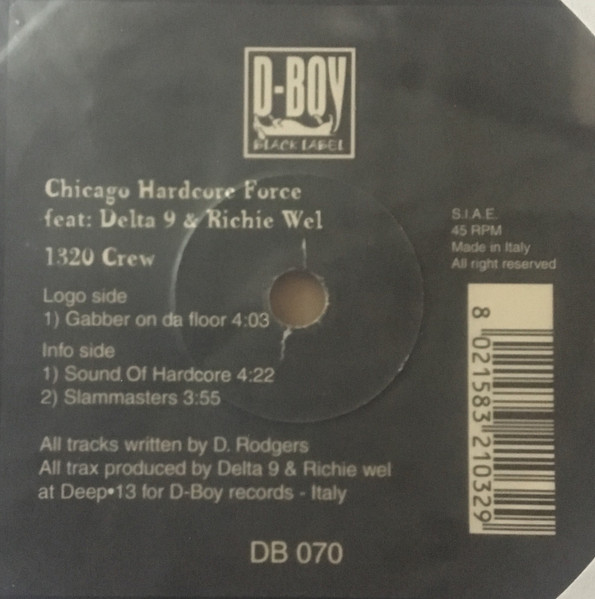 D-BOY
BLACK LABEL
Chicago Hardcore Force
feat: Delta 9 & Richie Wel
1320 Crew
Logo side
1) Gabber on da floor 4:03
Info side
1) Sound Of Hardcore 4:22
2) Slammasters 3:55
All tracks written by D. Rodgers
All trax produced by Delta 9 & Richie wel
at Deep•13 for D-Boy records - Italy
S.I.A.E.
45 RPM
Made in Italy
All right reserved
8 021583 210329
DB 070